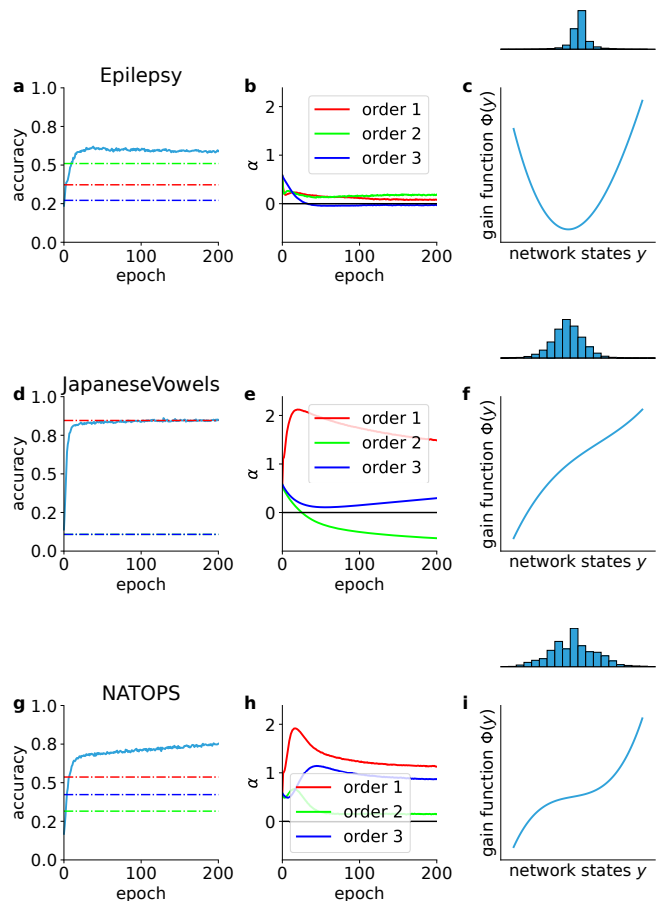 Epilepsy
a
1.0
0.8
0.5
0.2
0.0
accuracy
0
100
200
epoch
b
2
1
0
α
order 1
order 2
order 3
0
100
200
epoch
c
gain function Φ(y)
network states y
JapaneseVowels
d
1.0
0.8
0.5
0.2
0.0
accuracy
0
100
200
epoch
e
2
1
0
α
order 1
order 2
order 3
0
100
200
epoch
f
gain function Φ(y)
network states y
NATOPS
g
1.0
0.8
0.5
0.2
0.0
accuracy
0
100
200
epoch
h
2
1
0
α
order 1
order 2
order 3
0
100
200
epoch
i
gain function Φ(y)
network states y